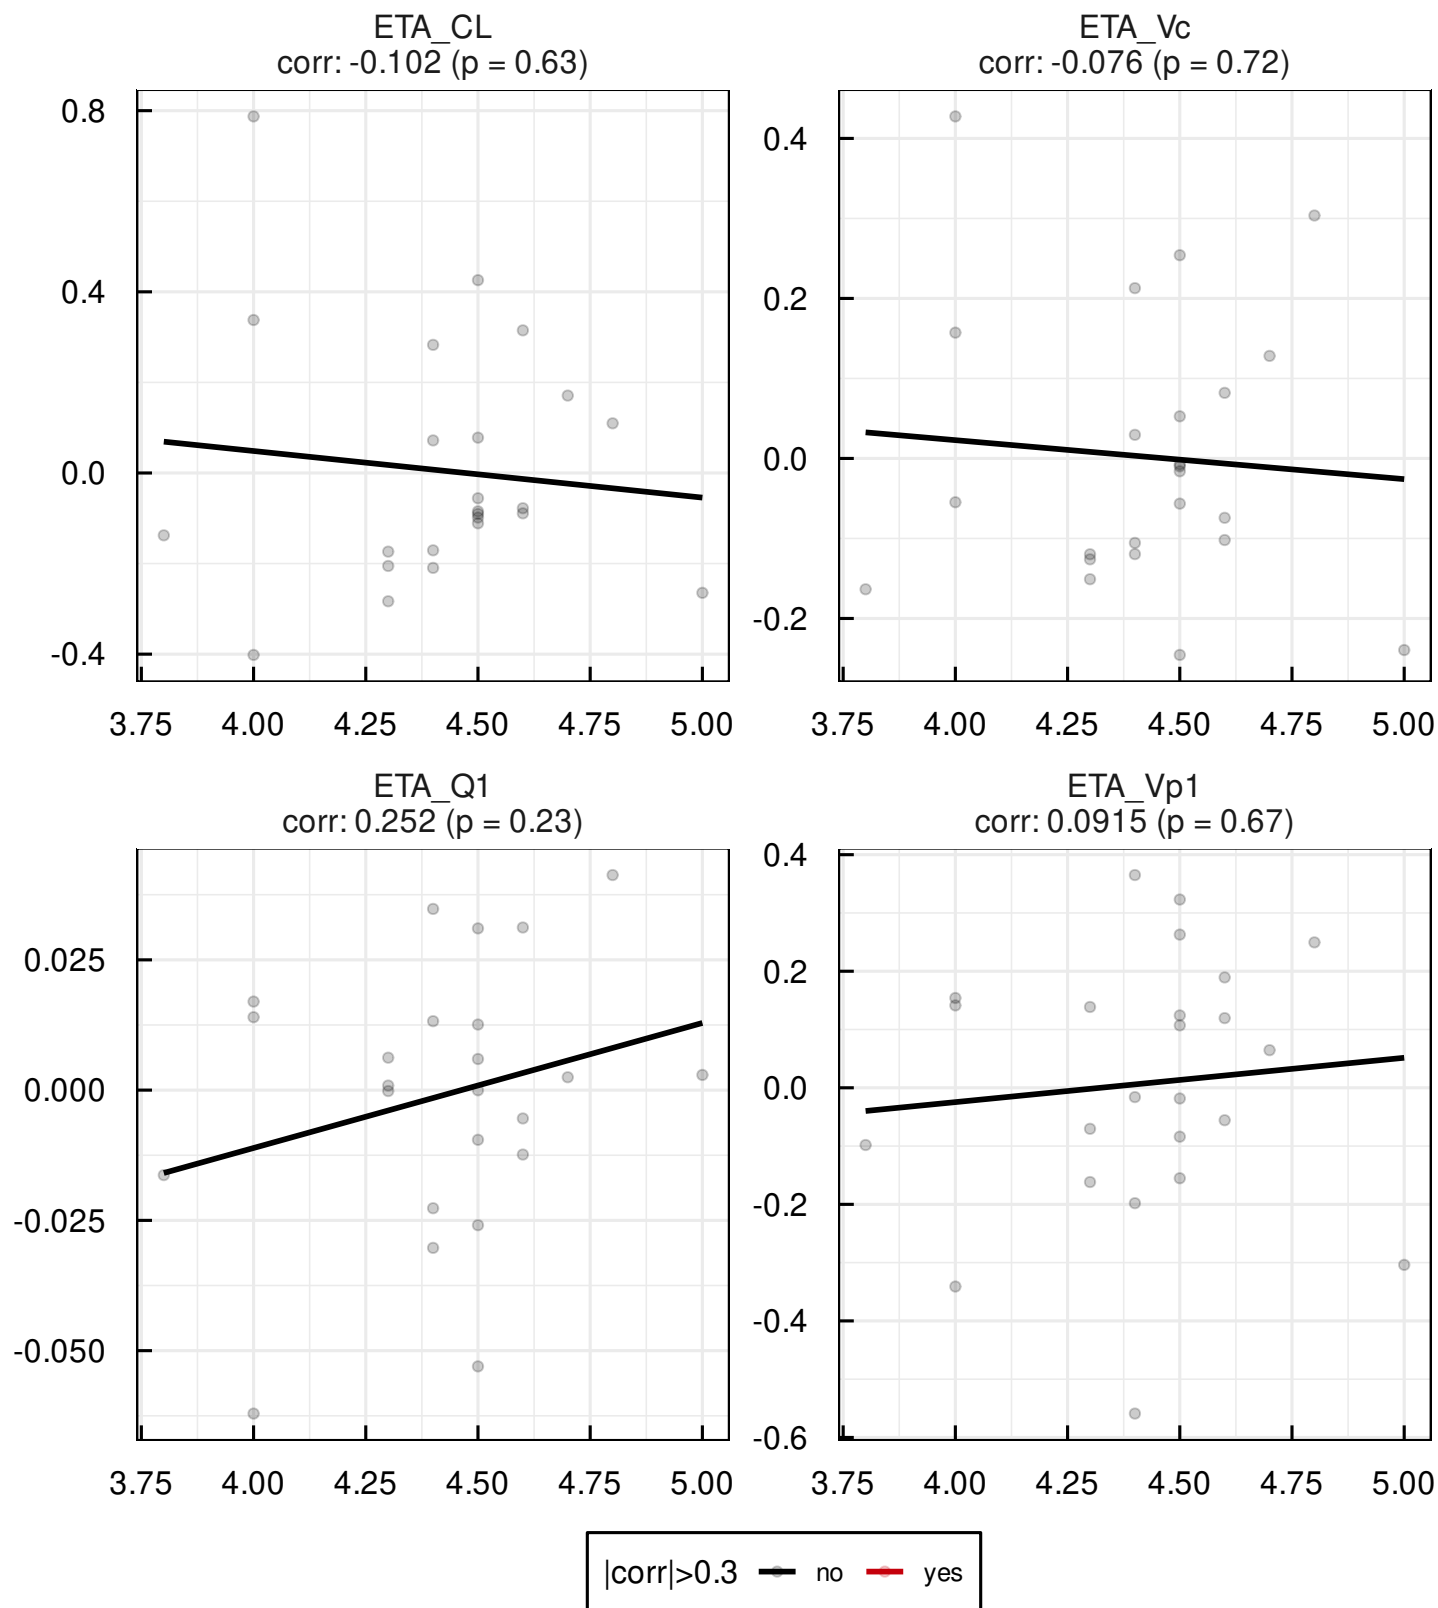 ETA_CL
corr: -0.102 (p = 0.63)
ETA_Vc
corr: -0.076 (p = 0.72)
0.8
0.4
0.0
-0.4
3.75 4.00 4.25 4.50 4.75 5.00
0.4
0.2
0.0
-0.2
3.75 4.00 4.25 4.50 4.75 5.00
ETA_Q1
corr: 0.252 (p = 0.23)
ETA_Vp1
corr: 0.0915 (p = 0.67)
0.025
0.000
-0.025
-0.050
3.75 4.00 4.25 4.50 4.75 5.00
0.4
0.2
0.0
-0.2
-0.4
-0.6
3.75 4.00 4.25 4.50 4.75 5.00
|corr|>0.3 no yes